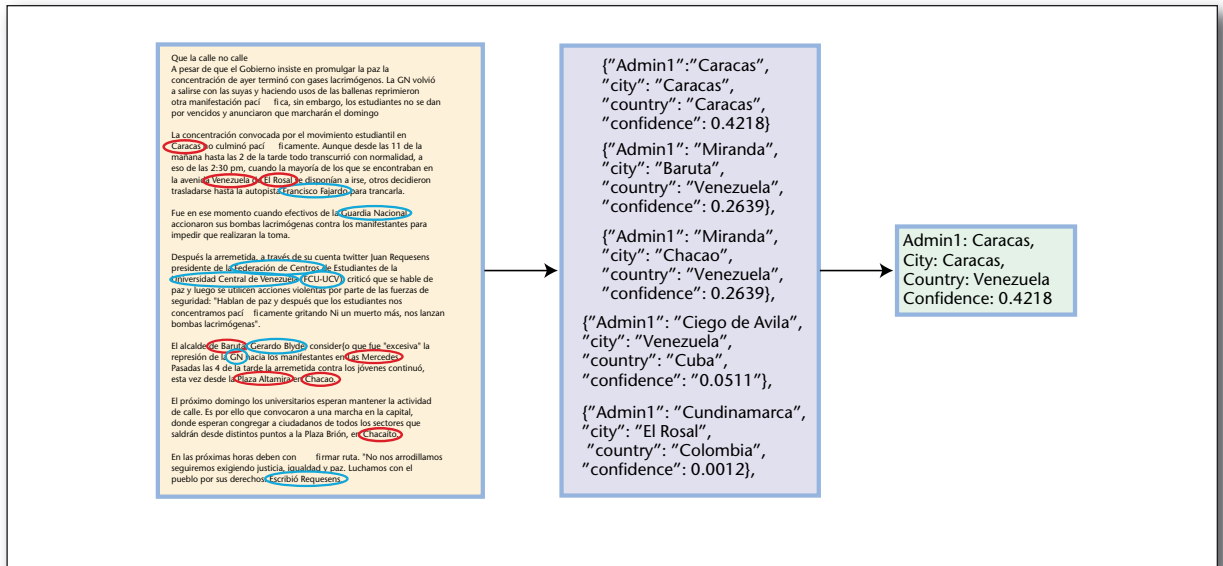 Que la calle no calle
A pesar de que el Gobierno insiste en promulgar la paz la
concentración de ayer terminó con gases lacrimógenos. La GN volvió
a salirse con las suyas y haciendo usos de las ballenas reprimieron
otra manifestación pací fica, sin embargo, los estudiantes no se dan
por vencidos y anunciaron que marcharán el domingo
La concentración convocada por el movimiento estudiantil en
Caracas no culminó pací ficamente. Aunque desde las 11 de la
mañana hasta las 2 de la tarde todo transcurrió con normalidad, a
eso de las 2:30 pm, cuando la mayoría de los que se encontraban en
la avenida Venezuela de El Rosal se disponían a irse, otros decidieron
trasladarse hasta la autopista Francisco Fajardo para trancarla.
Fue en ese momento cuando efectivos de la Guardia Nacional
accionaron sus bombas lacrimógenas contra los manifestantes para
impedir que realizaran la toma.
Después la arremetida, a través de su cuenta twitter Juan Requesens
presidente de la Federación de Centros de Estudiantes de la
Universidad Central de Venezuela (FCU-UCV) criticó que se hable de
paz y luego se utilicen acciones violentas por parte de las fuerzas de
seguridad: "Hablan de paz y después que los estudiantes nos
concentramos pací ficamente gritando Ni un muerto más, nos lanzan
bombas lacrimógenas".
El alcalde de Baruta, Gerardo Blyde, consider{o que fue "excesiva" la
represión de la GN hacia los manifestantes en Las Mercedes.
Pasadas las 4 de la tarde la arremetida contra los jóvenes continuó,
esta vez desde la Plaza Altamira en Chacao.
El próximo domingo los universitarios esperan mantener la actividad
de calle. Es por ello que convocaron a una marcha en la capital,
donde esperan congregar a ciudadanos de todos los sectores que
saldrán desde distintos puntos a la Plaza Brión, en Chacaito.
En las próximas horas deben con firmar ruta. "No nos arrodillamos
seguiremos exigiendo justicia, igualdad y paz. Luchamos con el
pueblo por sus derechos. Escribió Requesens.
{"Admin1":"Caracas",
"city": "Caracas",
"country": "Caracas",
"confidence": 0.4218}
{"Admin1": "Miranda",
"city": "Baruta",
"country": "Venezuela",
"confidence": 0.2639},
{"Admin1": "Miranda",
"city": "Chacao",
"country": "Venezuela",
"confidence": 0.2639},
{"Admin1": "Ciego de Avila",
"city": "Venezuela",
"country": "Cuba",
"confidence": "0.0511"},
{"Admin1": "Cundinamarca",
"city": "El Rosal",
"country": "Colombia",
"confidence": 0.0012},
Admin1: Caracas,
City: Caracas,
Country: Venezuela
Confidence: 0.4218